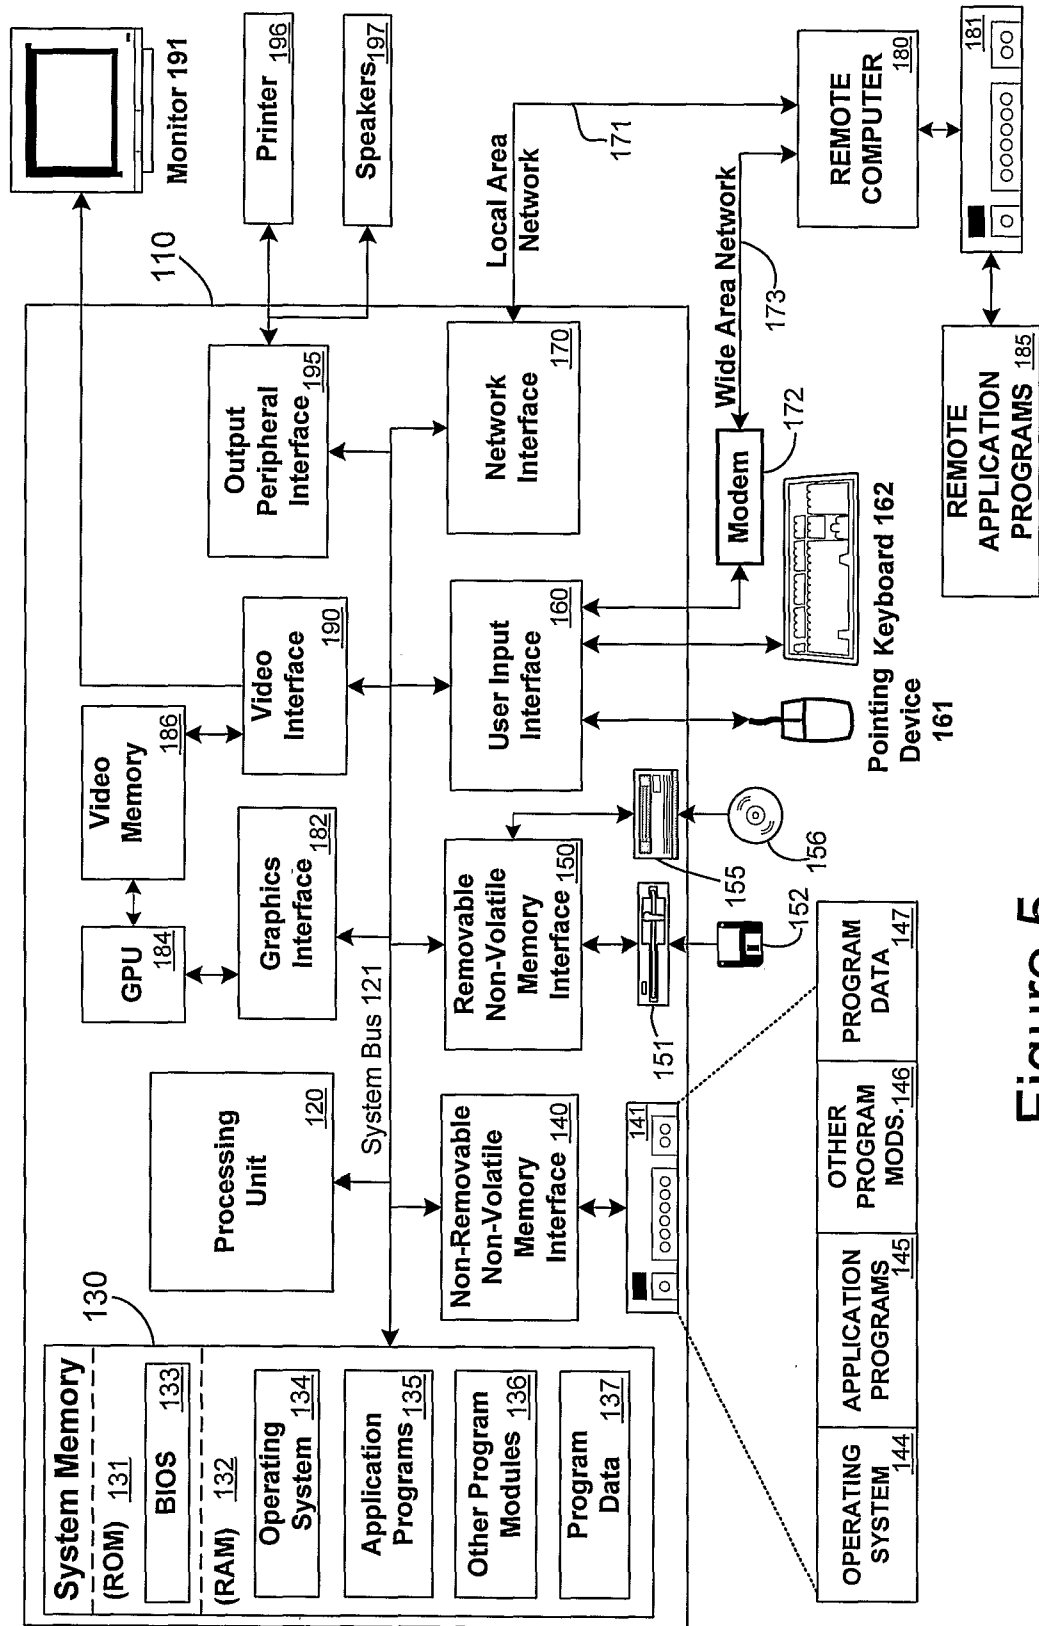 System Memory
130
(ROM) 131
BIOS 133
(RAM) 132
Operating
System 134
Application
Programs 135
Other Program
Modules 136
Program
Data 137
110
Processing
Unit
120
System Bus 121
GPU
184
Video
Memory
186
Graphics
Interface
182
Video
Interface
190
Output
Peripheral
Interface
195
Non-Removable
Non-Volatile
Memory
Interface 140
Removable
Non-Volatile
Memory
Interface 150
User Input
Interface
160
Network
Interface
170
Monitor 191
Printer 196
Speakers 197
Local Area
Network
171
Wide Area Network
173
Modem
172
REMOTE
COMPUTER
180
181
REMOTE
APPLICATION
PROGRAMS 185
141
151
152
155
156
Pointing
Device
161
Keyboard 162
OPERATING
SYSTEM 144
APPLICATION
PROGRAMS 145
OTHER
PROGRAM
MODS. 146
PROGRAM
DATA 147
Figure 5